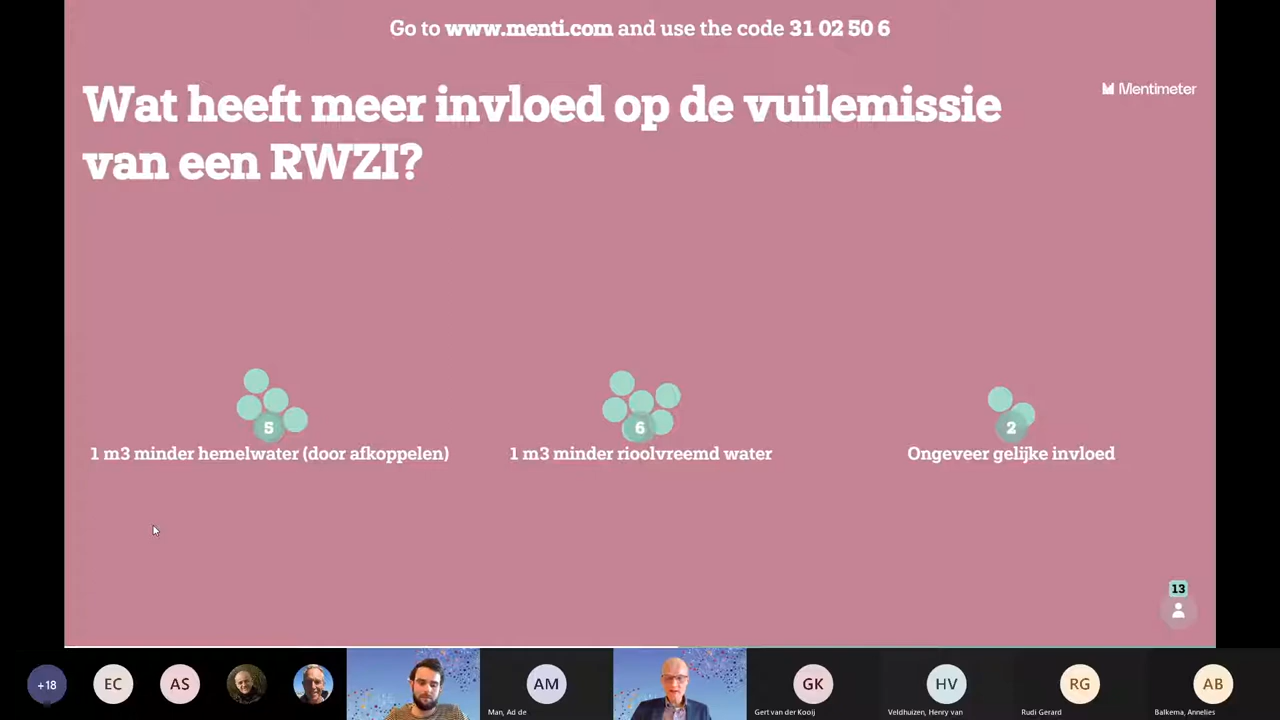 Go to www.menti.com and use the code 31 02 50 6
Wat heeft meer invloed op de vuilemissie
van een RWZI?
Mentimeter
5
6
2
1 m3 minder hemelwater (door afkoppelen)
1 m3 minder rioolvreemd water
Ongeveer gelijke invloed
13
+18
EC
AS
AM
GK
HV
RG
AB
Man, Ad de
Gert van der Kooij
Veldhuizen, Henry van
Rudi Gerard
Balkema, Annelies